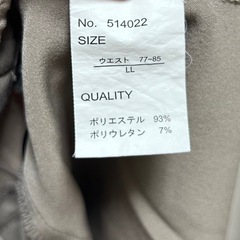 No. 514022
SIZE
ウエスト 77-85
LL
QUALITY
ポリエステル 93%
ポリウレタン 7%